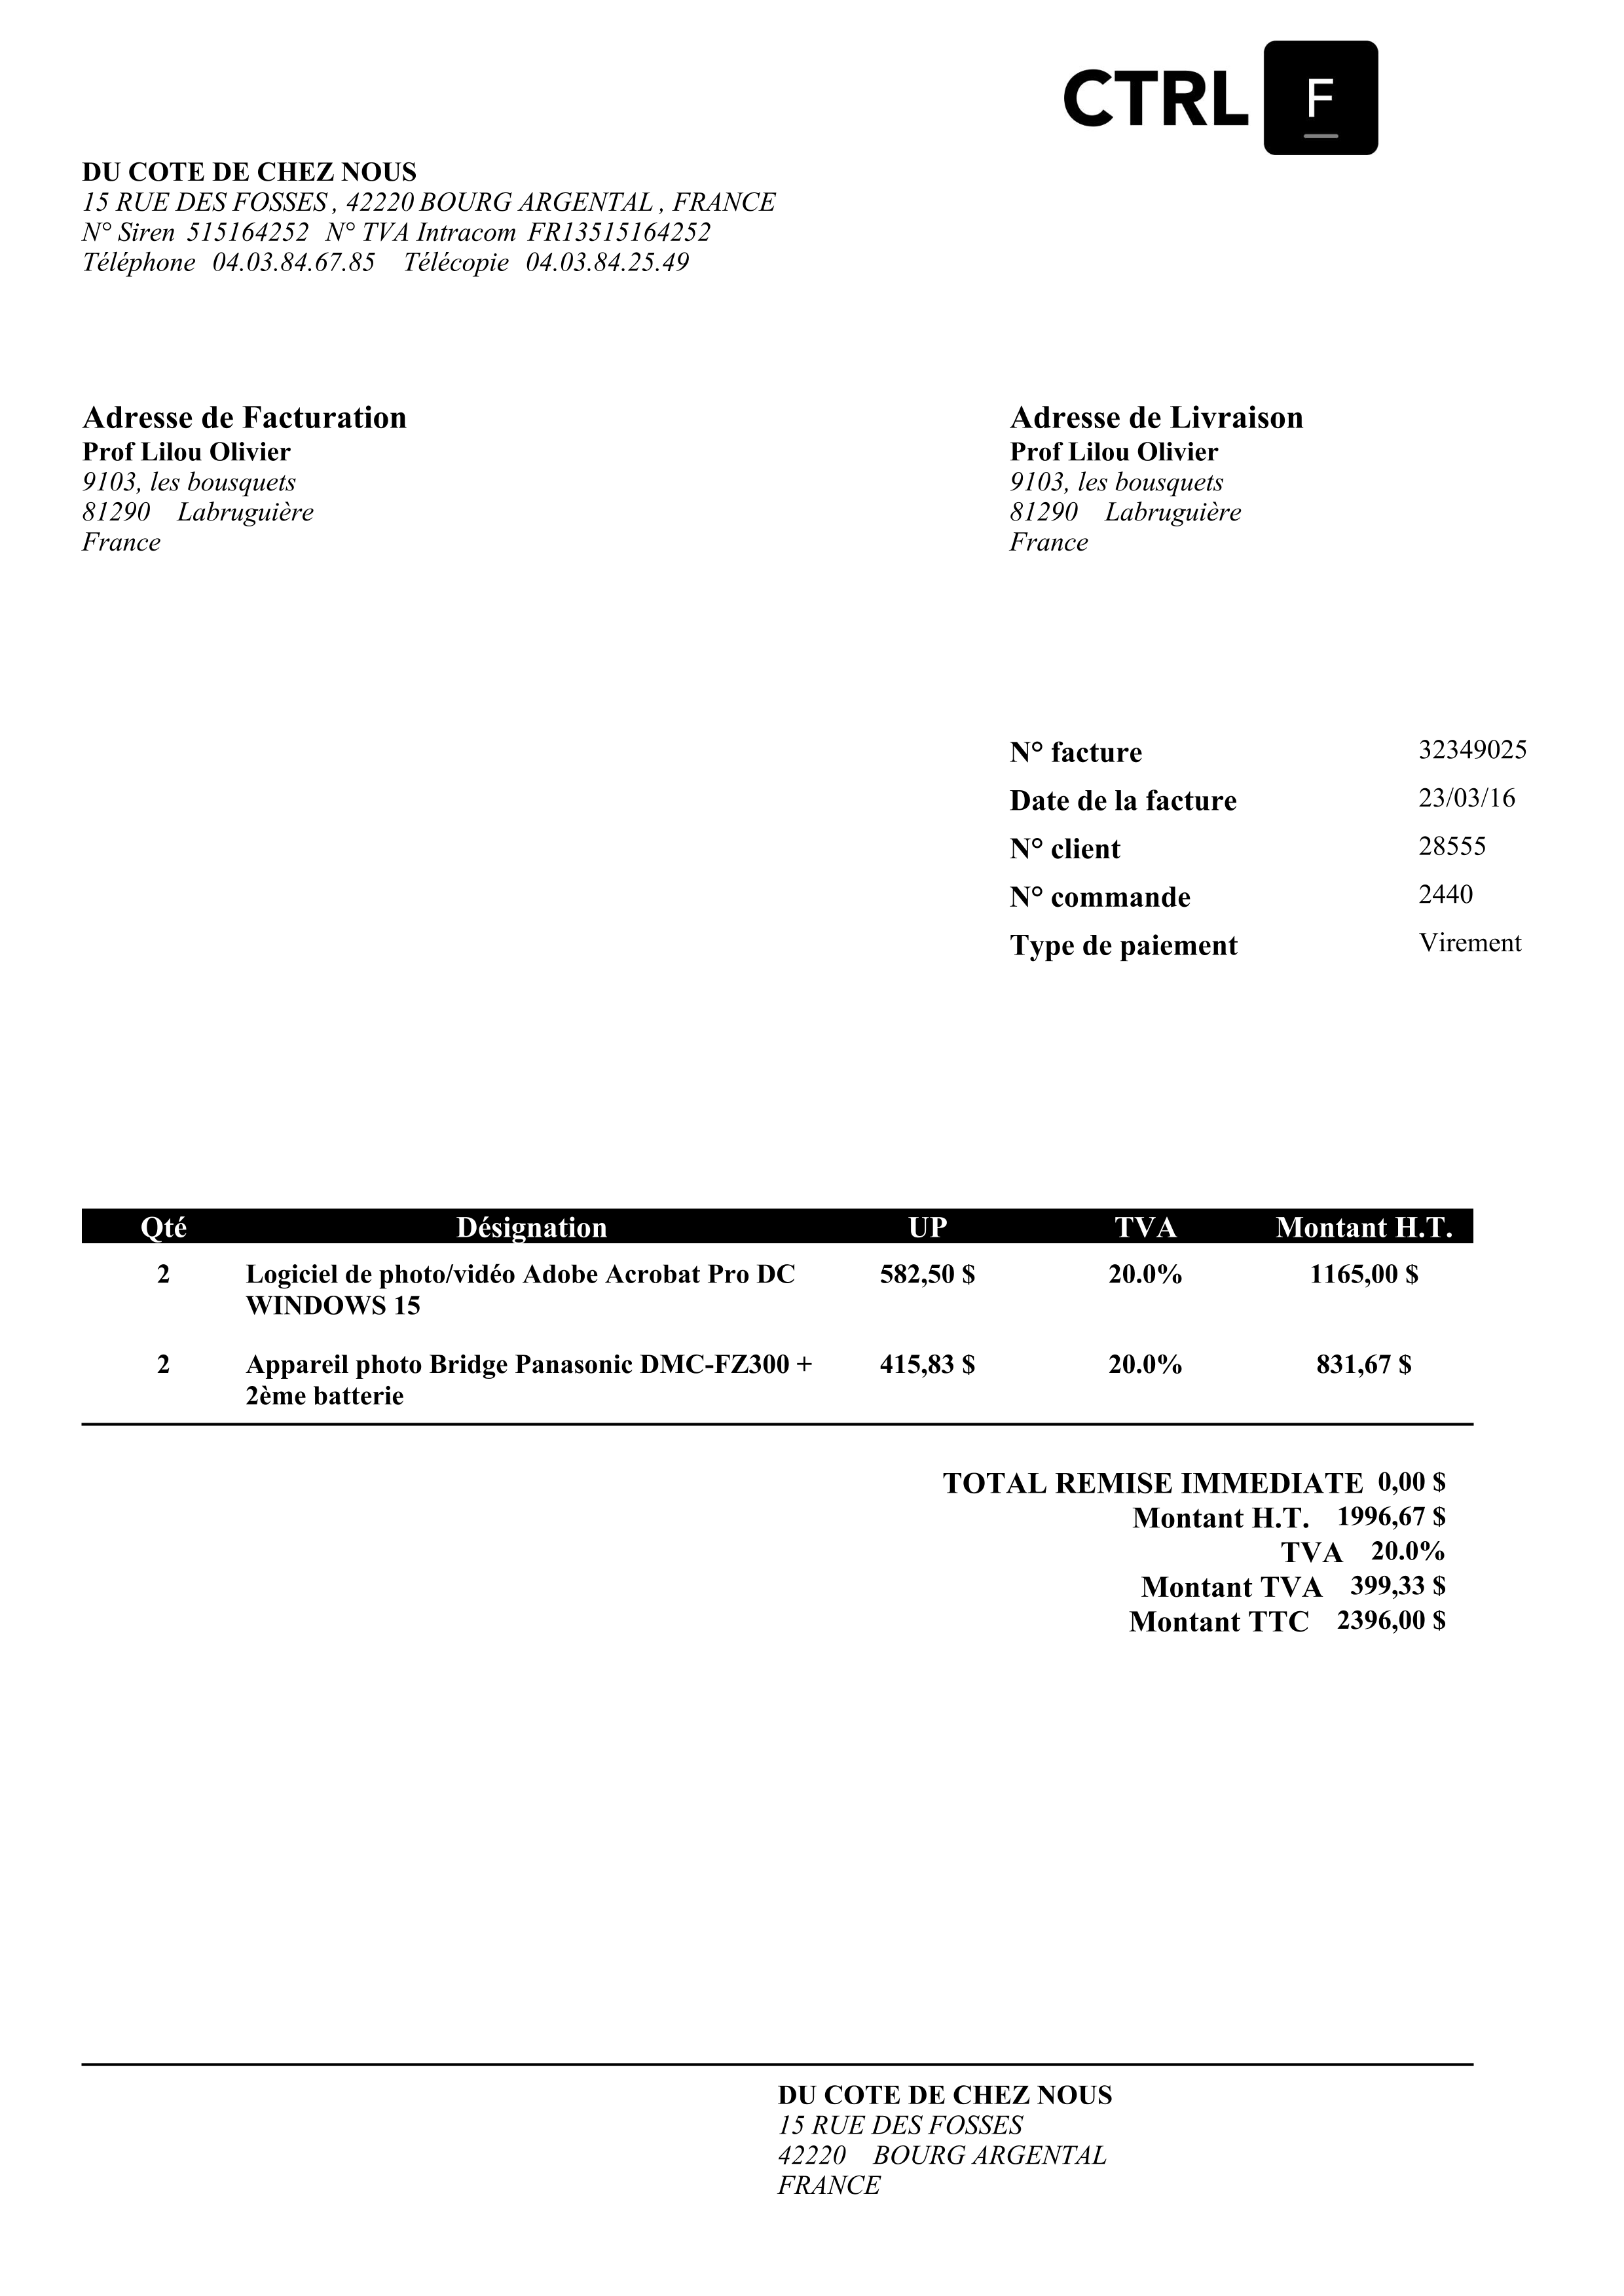 CTRL F
DU COTE DE CHEZ NOUS
15 RUE DES FOSSES , 42220 BOURG ARGENTAL , FRANCE
N° Siren 515164252 N° TVA Intracom FR13515164252
Téléphone 04.03.84.67.85 Télécopie 04.03.84.25.49
Adresse de Facturation
Prof Lilou Olivier
9103, les bousquets
81290 Labruguière
France
Adresse de Livraison
Prof Lilou Olivier
9103, les bousquets
81290 Labruguière
France
N° facture 32349025
Date de la facture 23/03/16
N° client 28555
N° commande 2440
Type de paiement Virement
Qté Désignation UP TVA Montant H.T.
2 Logiciel de photo/vidéo Adobe Acrobat Pro DC 582,50 $ 20.0% 1165,00 $
WINDOWS 15
2 Appareil photo Bridge Panasonic DMC-FZ300 + 415,83 $ 20.0% 831,67 $
2ème batterie
TOTAL REMISE IMMEDIATE 0,00 $
Montant H.T. 1996,67 $
TVA 20.0%
Montant TVA 399,33 $
Montant TTC 2396,00 $
DU COTE DE CHEZ NOUS
15 RUE DES FOSSES
42220 BOURG ARGENTAL
FRANCE